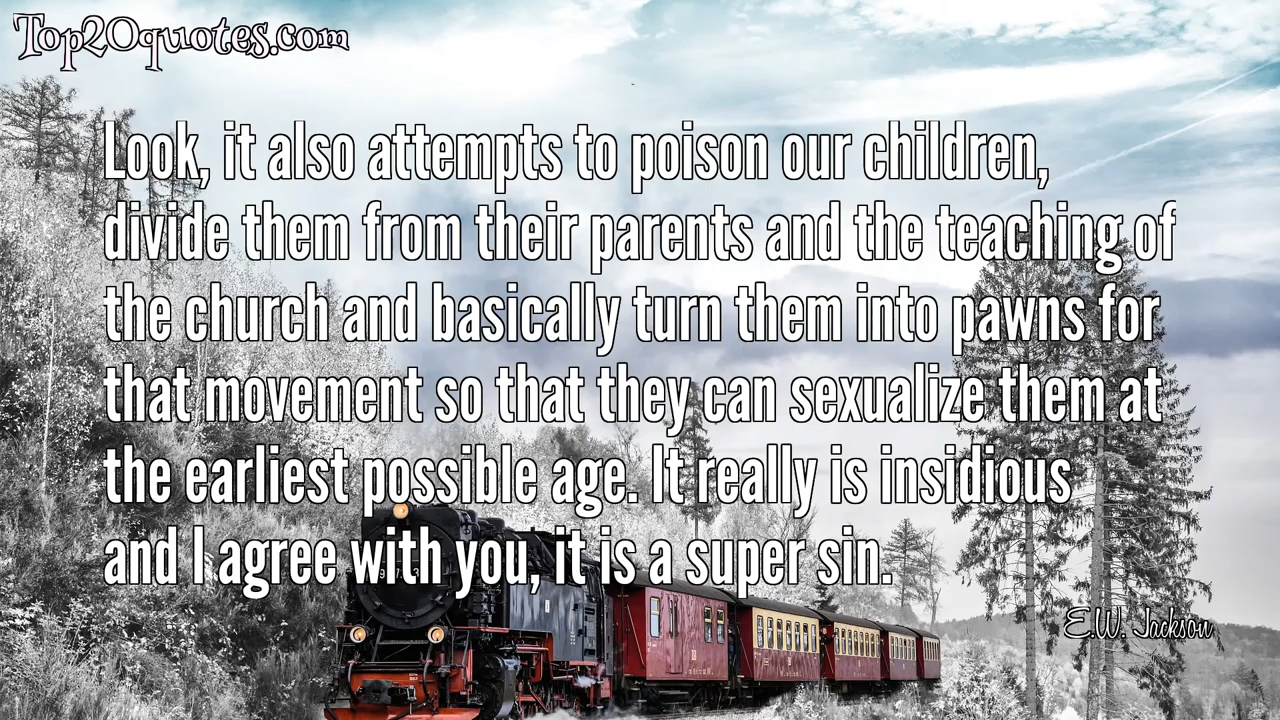 Top20quotes.com
Look, it also attempts to poison our children,
divide them from their parents and the teaching of
the church and basically turn them into pawns for
that movement so that they can sexualize them at
the earliest possible age. It really is insidious
and I agree with you, it is a super sin.
E.W. Jackson